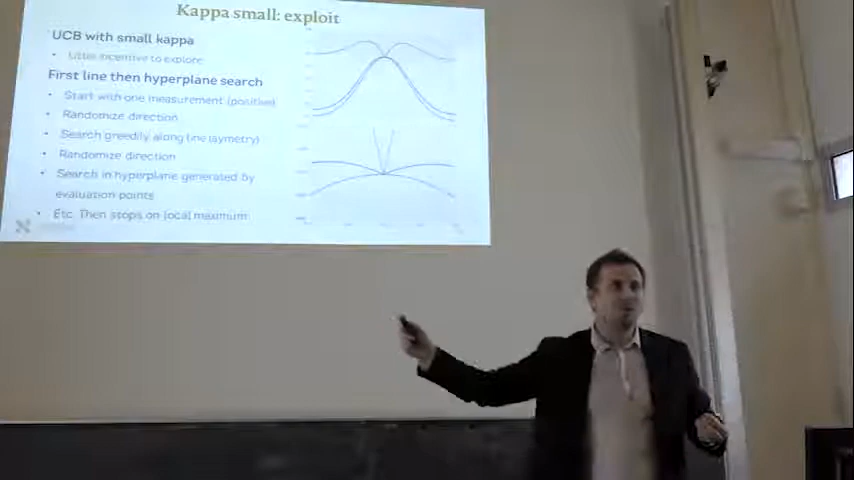 Kappa small: exploit
UCB with small kappa
• Little incentive to explore
First line then hyperplane search
• Start with one measurement (positive)
• Randomize direction
• Search greedily along line (symetry)
• Randomize direction
• Search in hyperplane generated by
evaluation points
• Etc. Then stops on local maximum